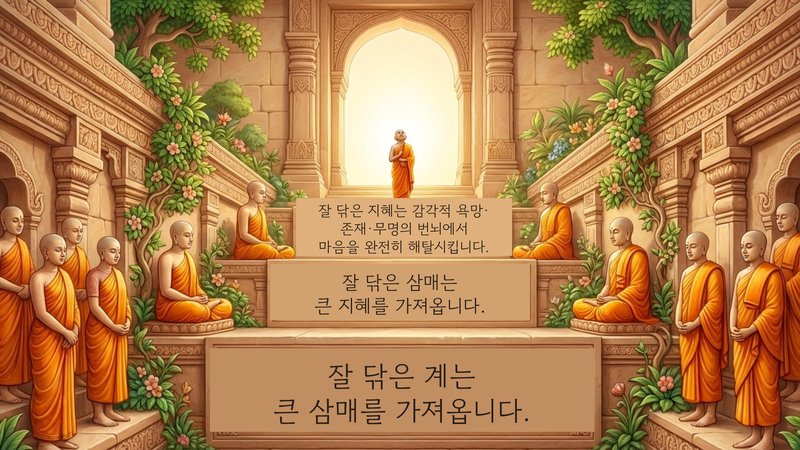 잘 닦은 지혜는 감각적 욕망·
존재·무명의 번뇌에서
마음을 완전히 해탈시킵니다.
잘 닦은 삼매는
큰 지혜를 가져옵니다.
잘 닦은 계는
큰 삼매를 가져옵니다.